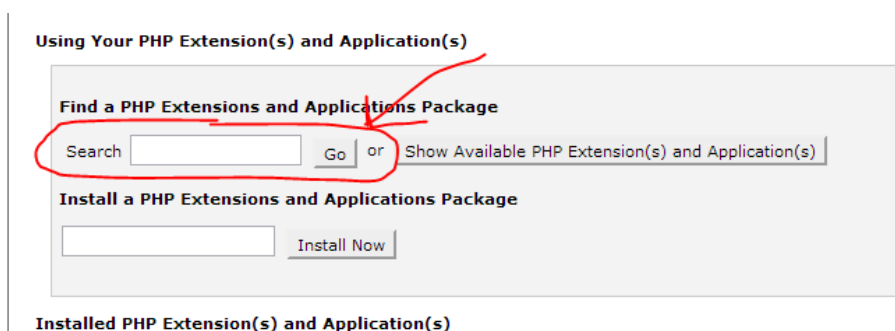 Using Your PHP Extension(s) and Application(s)
Find a PHP Extensions and Applications Package
Search Go or Show Available PHP Extension(s) and Application(s)
Install a PHP Extensions and Applications Package
Install Now
Installed PHP Extension(s) and Application(s)